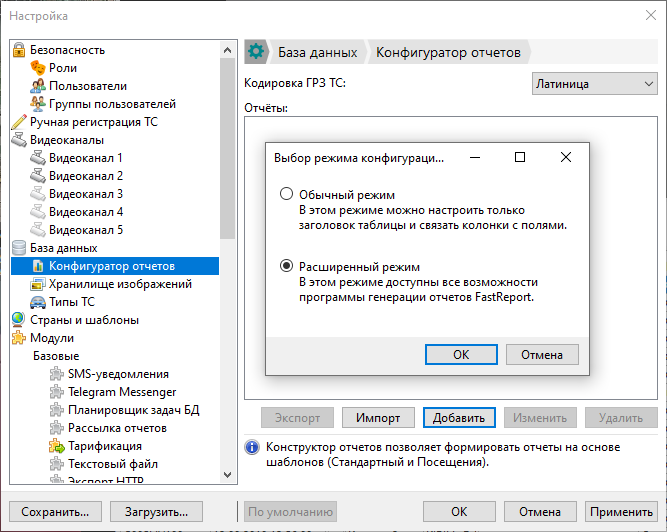 Настройка
Безопасность
Роли
Пользователи
Группы пользователей
Ручная регистрация ТС
Видеоканалы
Видеоканал 1
Видеоканал 2
Видеоканал 3
Видеоканал 4
Видеоканал 5
База данных
Конфигуратор отчетов
Хранилище изображений
Типы ТС
Страны и шаблоны
Модули
Базовые
SMS-уведомления
Telegram Messenger
Планировщик задач БД
Рассылка отчетов
Тарификация
Текстовый файл
Экспорт HTTP
База данных
Конфигуратор отчетов
Кодировка ГРЗ ТС:
Латиница
Отчёты:
Выбор режима конфигураци...
Обычный режим
В этом режиме можно настроить только
заголовок таблицы и связать колонки с полями.
Расширенный режим
В этом режиме доступны все возможности
программы генерации отчетов FastReport.
OK
Отмена
Экспорт
Импорт
Добавить
Изменить
Удалить
Конструктор отчетов позволяет формировать отчеты на основе
шаблонов (Стандартный и Посещения).
Сохранить...
Загрузить...
По умолчанию
OK
Отмена
Применить